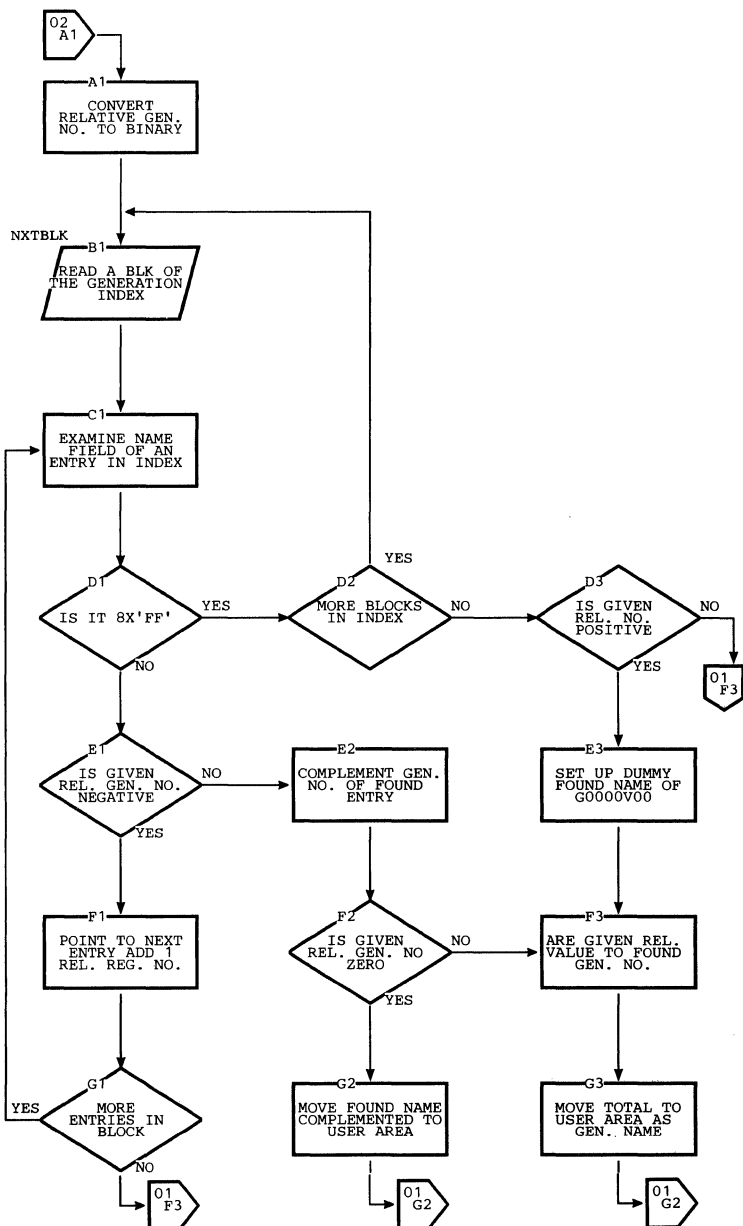 02
A1
A1
CONVERT
RELATIVE GEN.
NO. TO BINARY
NXTBLK
B1
READ A BLK OF
THE GENERATION
INDEX
C1
EXAMINE NAME
FIELD OF AN
ENTRY IN INDEX
D1
IS IT 8X'FF'
YES
NO
D2
MORE BLOCKS
IN INDEX
YES
NO
D3
IS GIVEN
REL. NO.
POSITIVE
NO
YES
01
F3
E1
IS GIVEN
REL. GEN. NO.
NEGATIVE
NO
YES
E2
COMPLEMENT GEN.
NO. OF FOUND
ENTRY
E3
SET UP DUMMY
FOUND NAME OF
G0000V00
F1
POINT TO NEXT
ENTRY ADD 1
REL. REG. NO.
F2
IS GIVEN
REL. GEN. NO
ZERO
NO
YES
F3
ARE GIVEN REL.
VALUE TO FOUND
GEN. NO.
G1
MORE
ENTRIES IN
BLOCK
YES
NO
G2
MOVE FOUND NAME
COMPLEMENTED TO
USER AREA
G3
MOVE TOTAL TO
USER AREA AS
GEN. NAME
01
F3
01
G2
01
G2